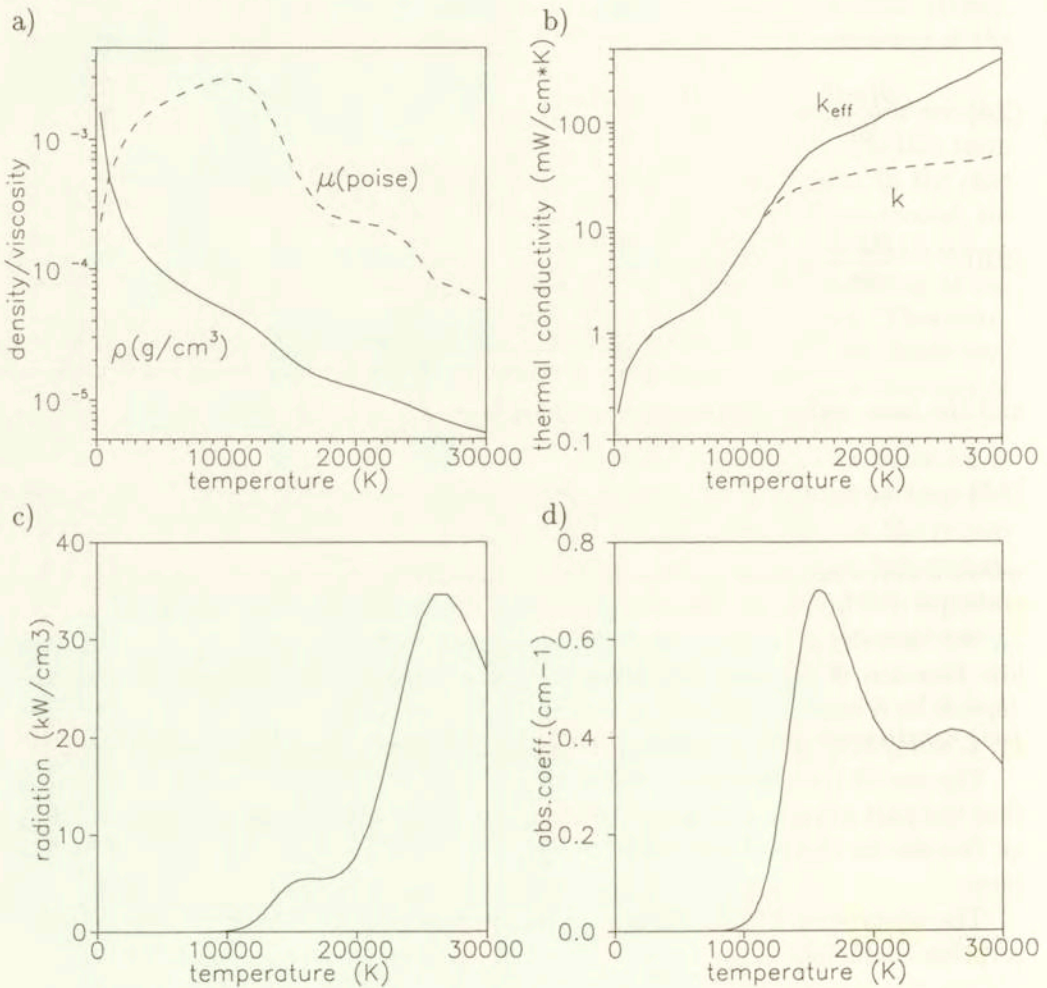 a)
density/viscosity
10⁻³
10⁻⁴
10⁻⁵
μ(poise)
ρ(g/cm³)
0 10000 20000 30000
temperature (K)
b)
thermal conductivity (mW/cm*K)
100
10
1
0.1
k_eff
k
0 10000 20000 30000
temperature (K)
c)
radiation (kW/cm3)
40
30
20
10
0
0 10000 20000 30000
temperature (K)
d)
abs.coeff.(cm−1)
0.8
0.6
0.4
0.2
0.0
0 10000 20000 30000
temperature (K)